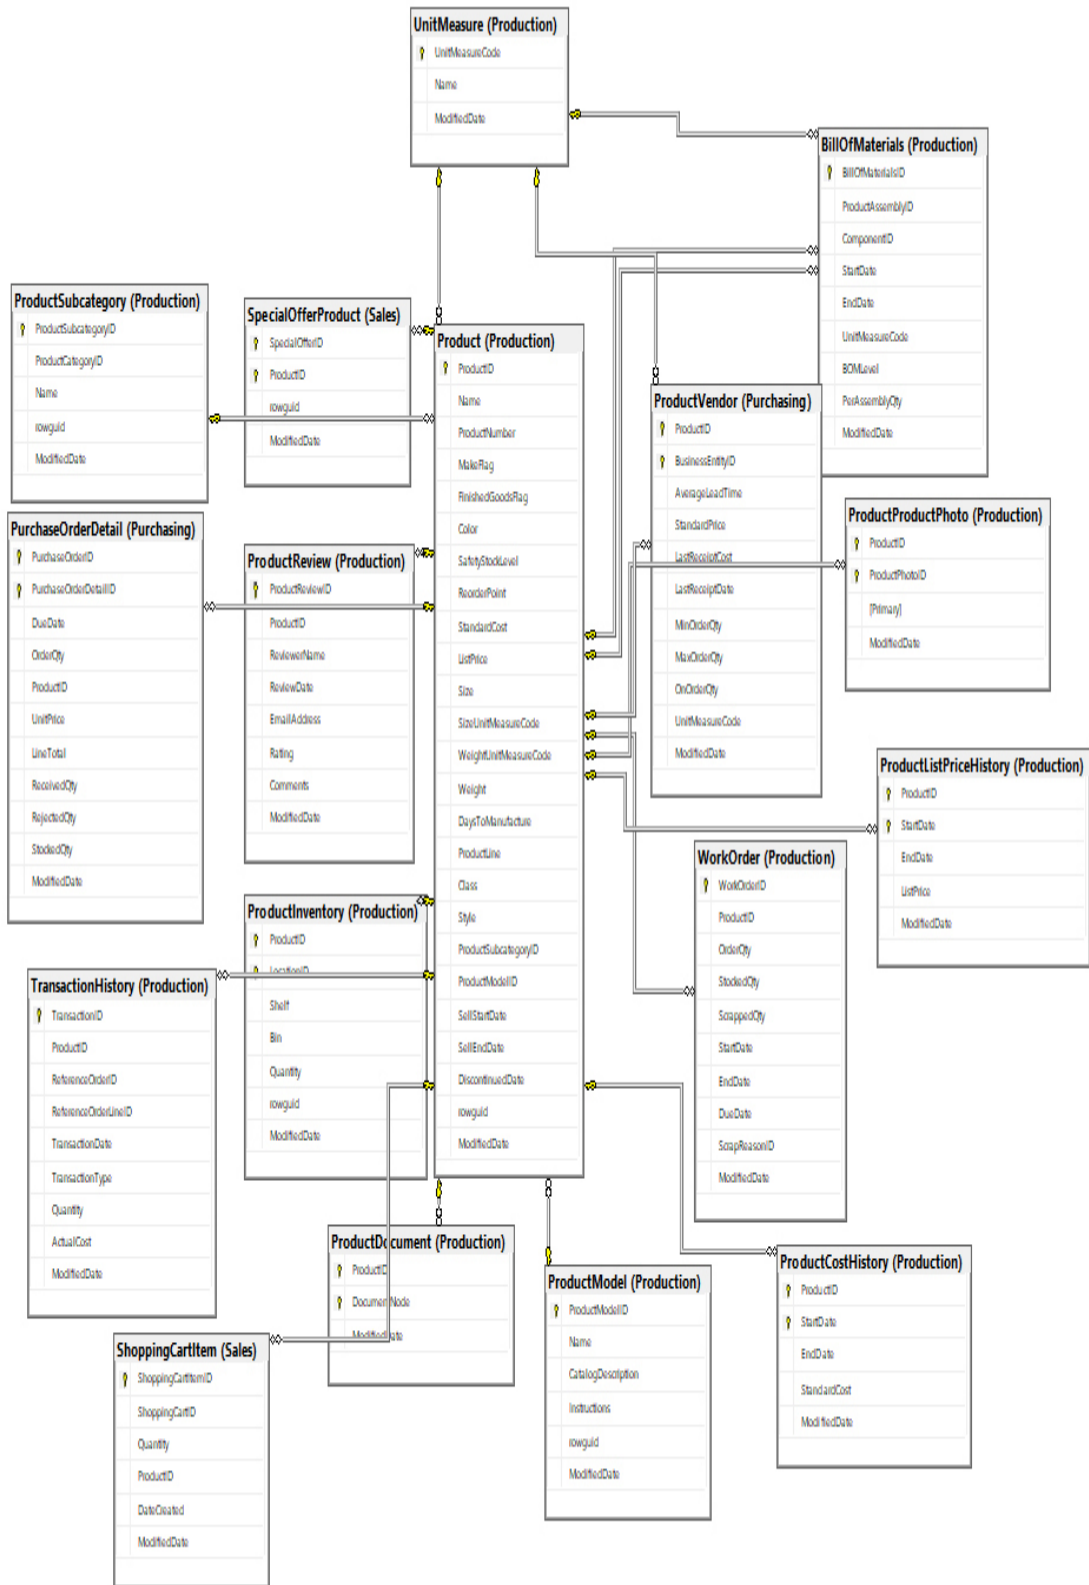 UnitMeasure (Production)
UnitMeasureCode
Name
ModifiedDate
BillOfMaterials (Production)
BillOfMaterialsID
ProductAssemblyID
ComponentID
StartDate
EndDate
UnitMeasureCode
BOMLevel
PerAssemblyQty
ModifiedDate
ProductSubcategory (Production)
ProductSubcategoryID
ProductCategoryID
Name
rowguid
ModifiedDate
SpecialOfferProduct (Sales)
SpecialOfferID
ProductID
rowguid
ModifiedDate
Product (Production)
ProductID
Name
ProductNumber
MakeFlag
FinishedGoodsFlag
Color
SafetyStockLevel
ReorderPoint
StandardCost
ListPrice
Size
SizeUnitMeasureCode
WeightUnitMeasureCode
Weight
DaysToManufacture
ProductLine
Class
Style
ProductSubcategoryID
ProductModelID
SellStartDate
SellEndDate
DiscontinuedDate
rowguid
ModifiedDate
ProductVendor (Purchasing)
ProductID
BusinessEntityID
AverageLeadTime
StandardPrice
LastReceiptCost
LastReceiptDate
MinOrderQty
MaxOrderQty
OnOrderQty
UnitMeasureCode
ModifiedDate
ProductProductPhoto (Production)
ProductID
ProductPhotoID
[Primary]
ModifiedDate
PurchaseOrderDetail (Purchasing)
PurchaseOrderID
PurchaseOrderDetailID
DueDate
OrderQty
ProductID
UnitPrice
LineTotal
ReceivedQty
RejectedQty
StockedQty
ModifiedDate
ProductReview (Production)
ProductReviewID
ProductID
ReviewerName
ReviewDate
EmailAddress
Rating
Comments
ModifiedDate
ProductListPriceHistory (Production)
ProductID
StartDate
EndDate
ListPrice
ModifiedDate
WorkOrder (Production)
WorkOrderID
ProductID
OrderQty
StockedQty
ScrappedQty
StartDate
EndDate
DueDate
ScrapReasonID
ModifiedDate
ProductInventory (Production)
ProductID
LocationID
Shelf
Bin
Quantity
rowguid
ModifiedDate
TransactionHistory (Production)
TransactionID
ProductID
ReferenceOrderID
ReferenceOrderLineID
TransactionDate
TransactionType
Quantity
ActualCost
ModifiedDate
ProductDocument (Production)
ProductID
DocumentNode
ModifiedDate
ProductModel (Production)
ProductModelID
Name
CatalogDescription
Instructions
rowguid
ModifiedDate
ProductCostHistory (Production)
ProductID
StartDate
EndDate
StandardCost
ModifiedDate
ShoppingCartItem (Sales)
ShoppingCartItemID
ShoppingCartID
Quantity
ProductID
DateCreated
ModifiedDate